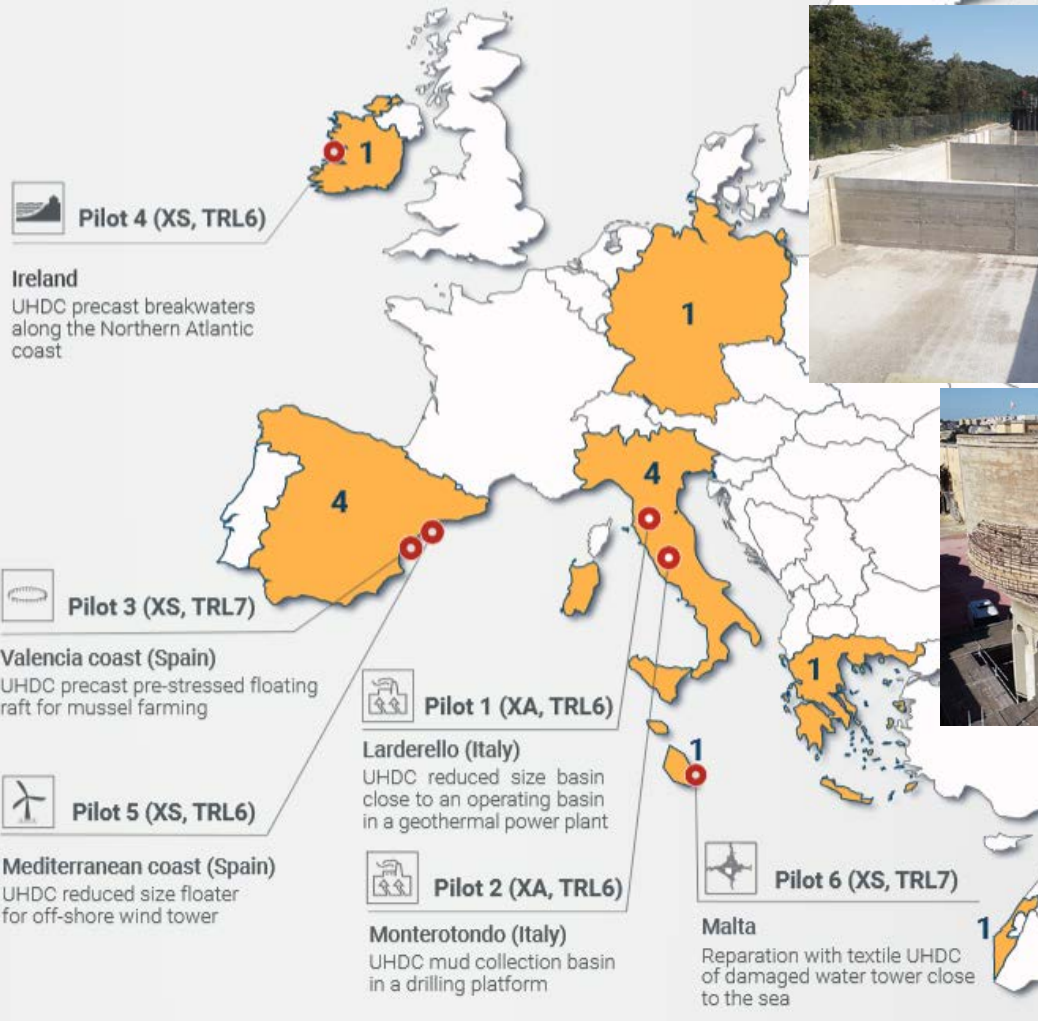 1
Pilot 4 (XS, TRL6)
Ireland
UHDC precast breakwaters
along the Northern Atlantic
coast
1
4
4
Pilot 3 (XS, TRL7)
Valencia coast (Spain)
UHDC precast pre-stressed floating
raft for mussel farming
1
Pilot 1 (XA, TRL6)
Larderello (Italy)
UHDC reduced size basin
close to an operating basin
in a geothermal power plant
1
Pilot 5 (XS, TRL6)
Mediterranean coast (Spain)
UHDC reduced size floater
for off-shore wind tower
Pilot 2 (XA, TRL6)
Monterotondo (Italy)
UHDC mud collection basin
in a drilling platform
Pilot 6 (XS, TRL7)
Malta
Reparation with textile UHDC
of damaged water tower close
to the sea
1